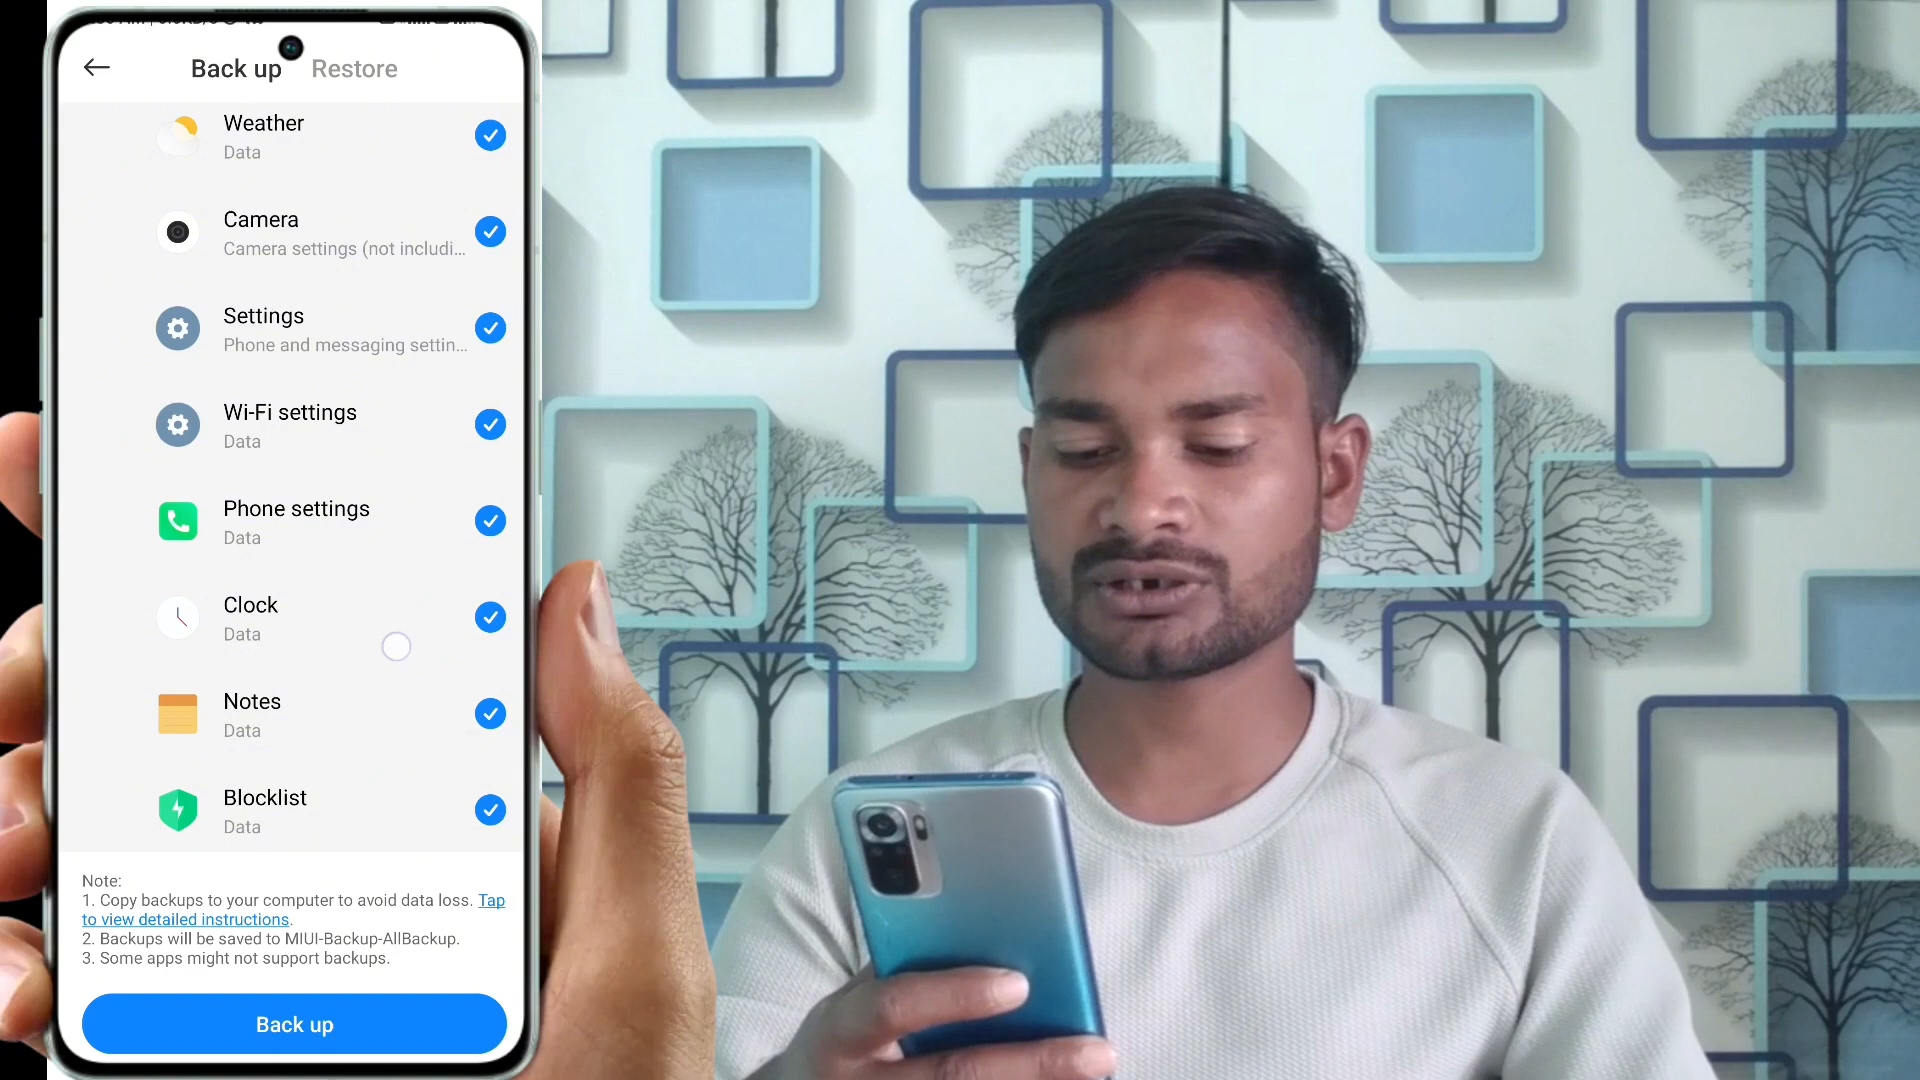 Back up Restore
Weather
Data
Camera
Camera settings (not includi...
Settings
Phone and messaging settin...
Wi-Fi settings
Data
Phone settings
Data
Clock
Data
Notes
Data
Blocklist
Data
Note:
1. Copy backups to your computer to avoid data loss. Tap
to view detailed instructions.
2. Backups will be saved to MIUI-Backup-AllBackup.
3. Some apps might not support backups.
Back up